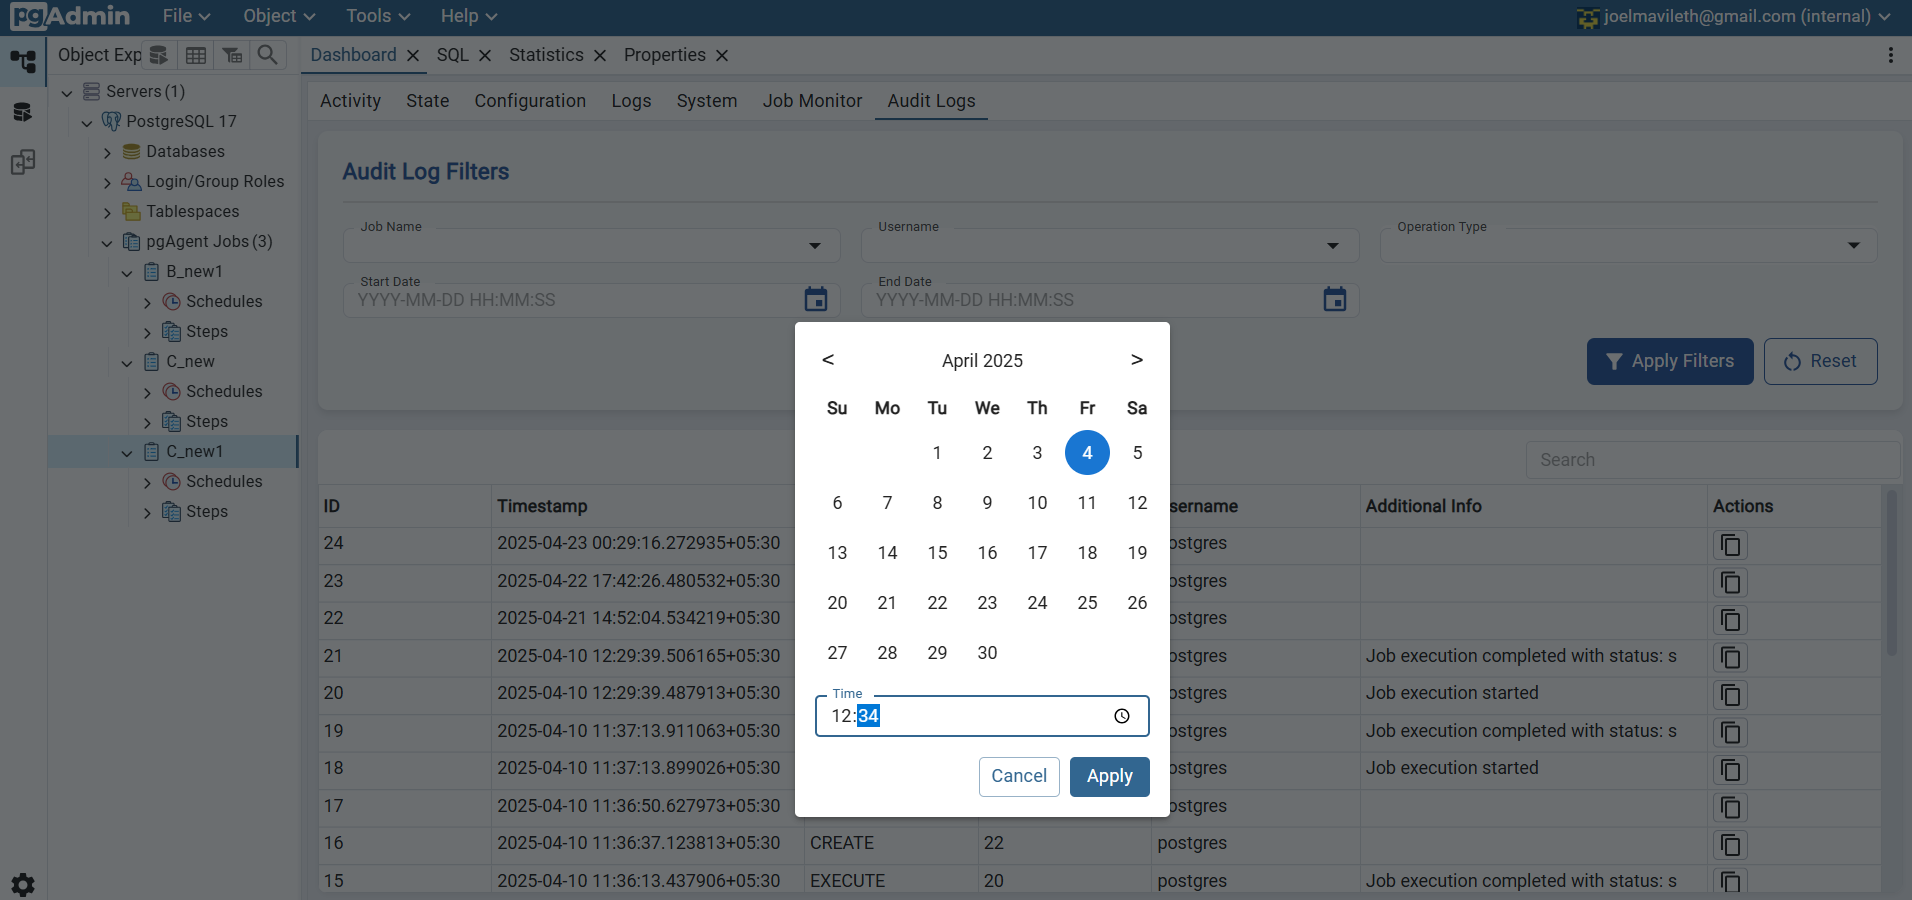 pgAdmin File Object Tools Help joelmavileth@gmail.com (internal)
Object Exp Dashboard SQL Statistics Properties
Servers (1)
PostgreSQL 17
Databases
Login/Group Roles
Tablespaces
pgAgent Jobs (3)
B_new1
Schedules
Steps
C_new
Schedules
Steps
C_new1
Schedules
Steps
Activity State Configuration Logs System Job Monitor Audit Logs
Audit Log Filters
Job Name Username Operation Type
Start Date End Date
YYYY-MM-DD HH:MM:SS YYYY-MM-DD HH:MM:SS
Apply Filters Reset
< April 2025 >
Su Mo Tu We Th Fr Sa
1 2 3 4 5
6 7 8 9 10 11 12
13 14 15 16 17 18 19
20 21 22 23 24 25 26
27 28 29 30
Time
12:34
Cancel Apply
Search
ID Timestamp sername Additional Info Actions
24 2025-04-23 00:29:16.272935+05:30 ostgres
23 2025-04-22 17:42:26.480532+05:30 ostgres
22 2025-04-21 14:52:04.534219+05:30 ostgres
21 2025-04-10 12:29:39.506165+05:30 ostgres Job execution completed with status: s
20 2025-04-10 12:29:39.487913+05:30 ostgres Job execution started
19 2025-04-10 11:37:13.911063+05:30 ostgres Job execution completed with status: s
18 2025-04-10 11:37:13.899026+05:30 ostgres Job execution started
17 2025-04-10 11:36:50.627973+05:30 ostgres
16 2025-04-10 11:36:37.123813+05:30 CREATE 22 postgres
15 2025-04-10 11:36:13.437906+05:30 EXECUTE 20 postgres Job execution completed with status: s